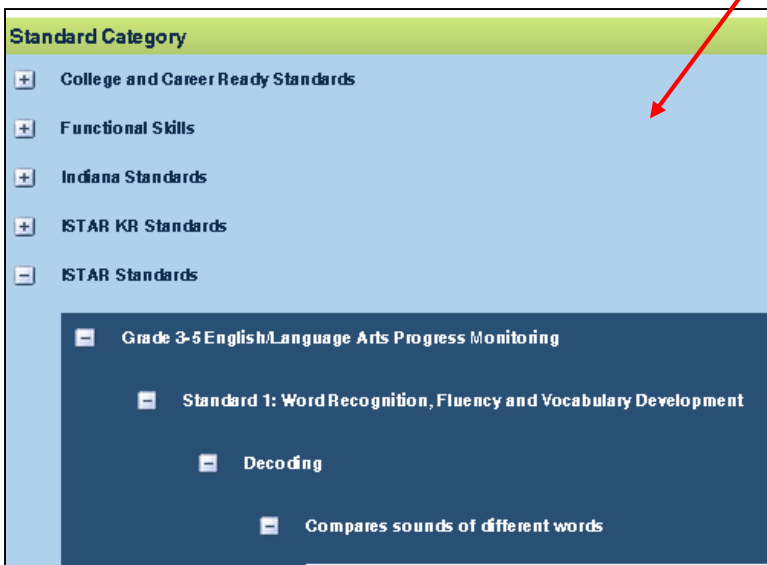 Standard Category
College and Career Ready Standards
Functional Skills
Indiana Standards
ISTAR KR Standards
ISTAR Standards
Grade 3-5 English/Language Arts Progress Monitoring
Standard 1: Word Recognition, Fluency and Vocabulary Development
Decoding
Compares sounds of different words